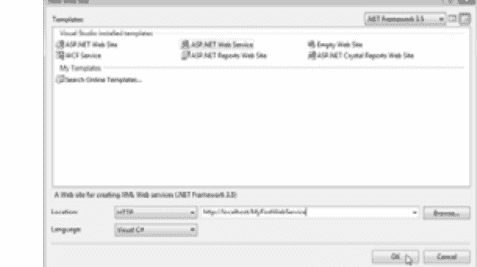 Templates:
.NET Framework 3.5
Visual Studio installed templates
ASP.NET Web Site
ASP.NET Web Service
Empty Web Site
WCF Service
ASP.NET Reports Web Site
ASP.NET Crystal Reports Web Site
My Templates
Search Online Templates...
A Web site for creating XML Web services (.NET Framework 3.5)
Location:
HTTP
http://localhost/MyFirstWebService
Browse...
Language:
Visual C#
OK
Cancel